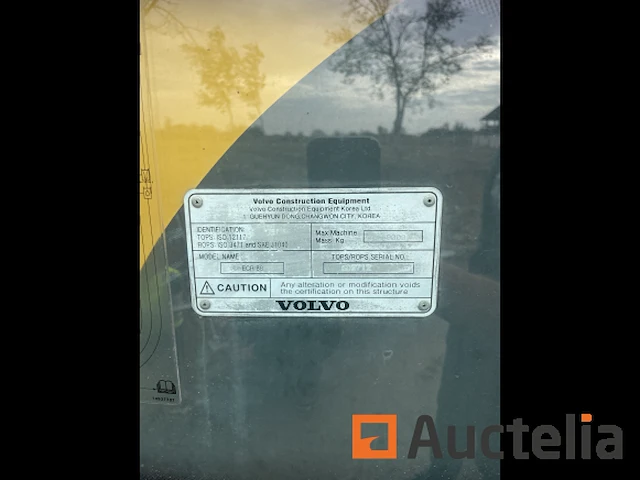 Volvo Construction Equipment
Volvo Construction Equipment Korea Ltd.
GUEHYUN DONG, CHANGWON CITY, KOREA
IDENTIFICATION:
TOPS: ISO 12117
ROPS: ISO 3471 and SAE J1040
Max Machine
Mass: Kg
MODEL NAME
TOPS/ROPS SERIAL NO.
CAUTION
Any alteration or modification voids
the certification on this structure
VOLVO
Auctelia